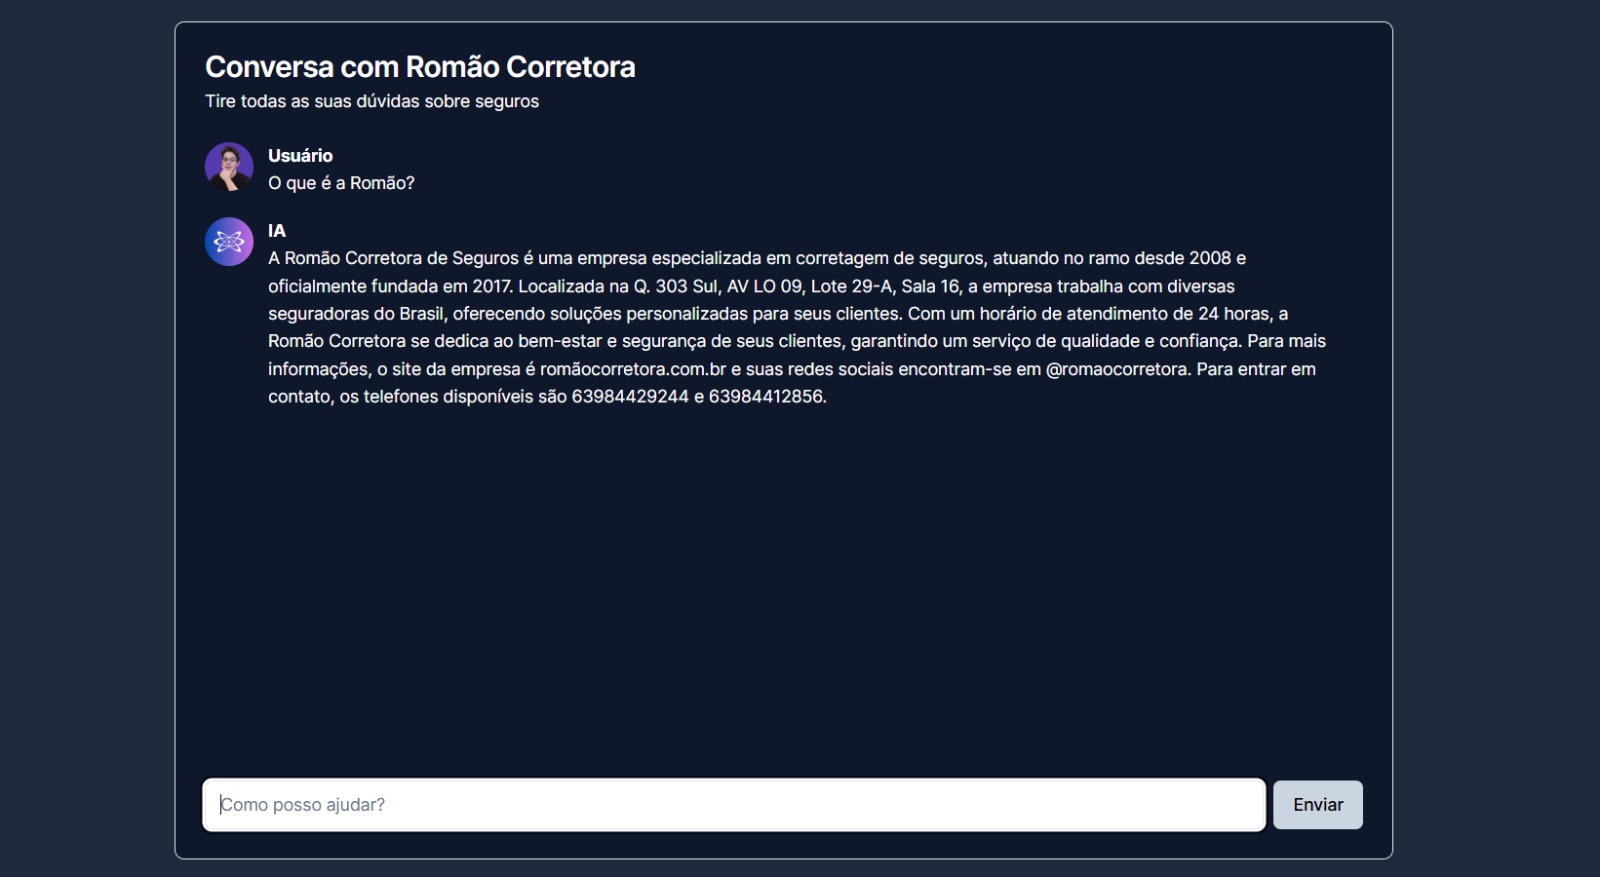 Conversa com Romão Corretora
Tire todas as suas dúvidas sobre seguros
Usuário
O que é a Romão?
IA
A Romão Corretora de Seguros é uma empresa especializada em corretagem de seguros, atuando no ramo desde 2008 e
oficialmente fundada em 2017. Localizada na Q. 303 Sul, AV LO 09, Lote 29-A, Sala 16, a empresa trabalha com diversas
seguradoras do Brasil, oferecendo soluções personalizadas para seus clientes. Com um horário de atendimento de 24 horas, a
Romão Corretora se dedica ao bem-estar e segurança de seus clientes, garantindo um serviço de qualidade e confiança. Para mais
informações, o site da empresa é romãocorretora.com.br e suas redes sociais encontram-se em @romaocorretora. Para entrar em
contato, os telefones disponíveis são 63984429244 e 63984412856.
Como posso ajudar?
Enviar